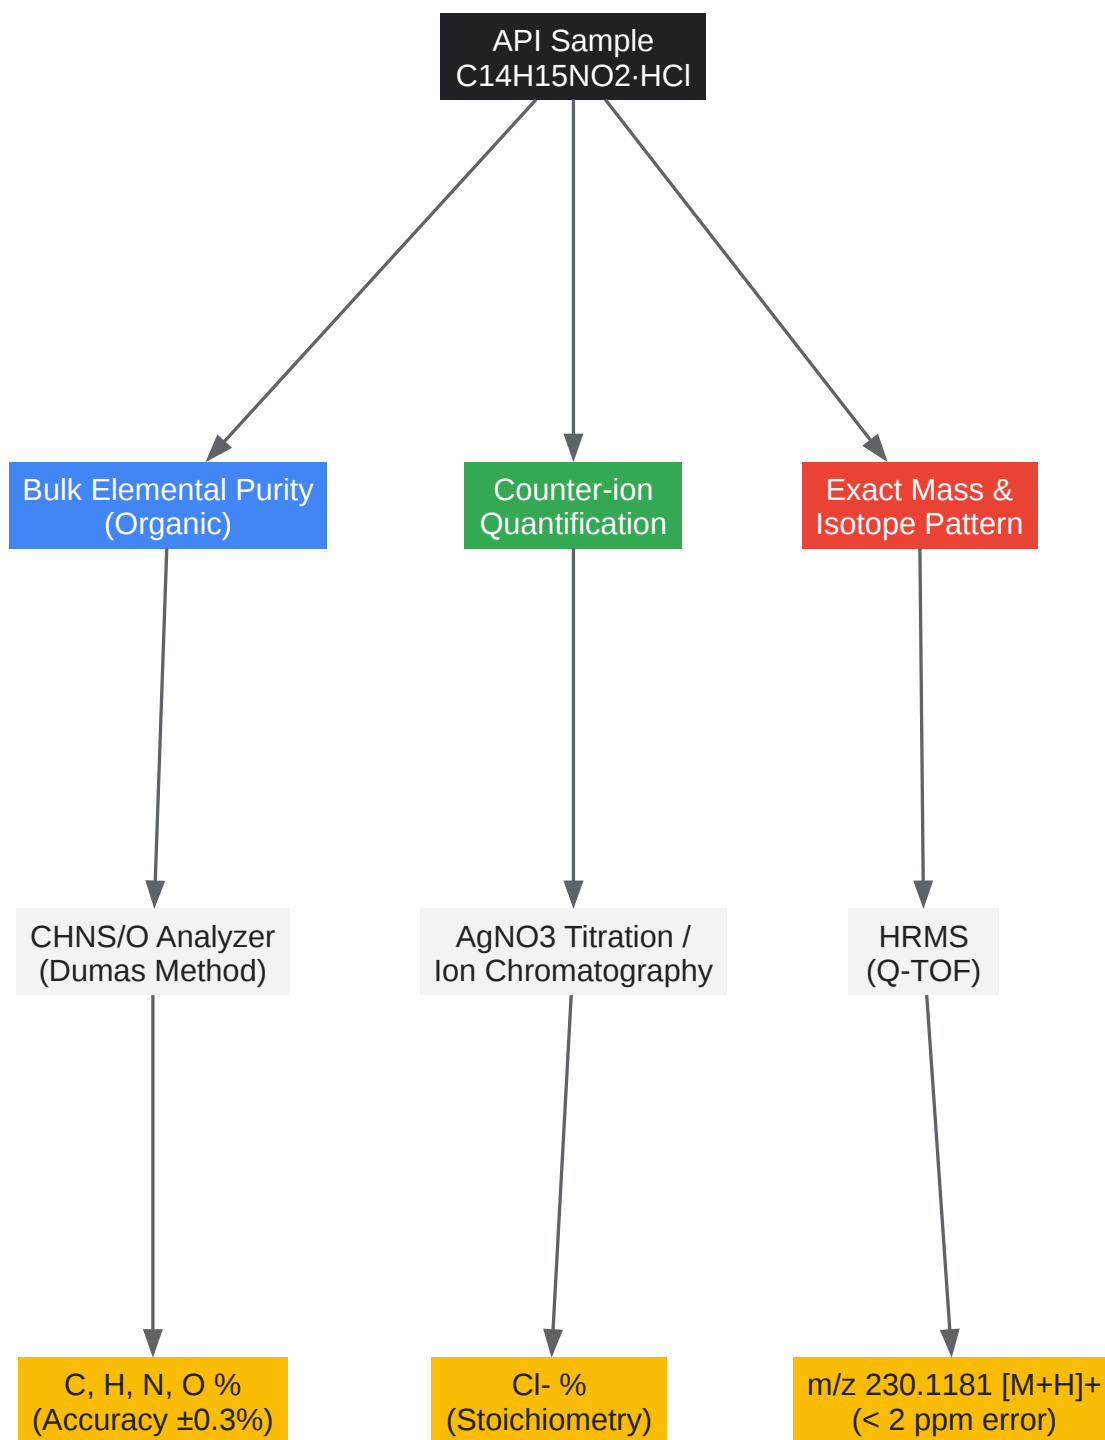 API Sample
C14H15NO2·HCl
Bulk Elemental Purity
(Organic)
Counter-ion
Quantification
Exact Mass &
Isotope Pattern
CHNS/O Analyzer
(Dumas Method)
AgNO3 Titration /
Ion Chromatography
HRMS
(Q-TOF)
C, H, N, O %
(Accuracy ±0.3%)
Cl- %
(Stoichiometry)
m/z 230.1181 [M+H]+
(< 2 ppm error)